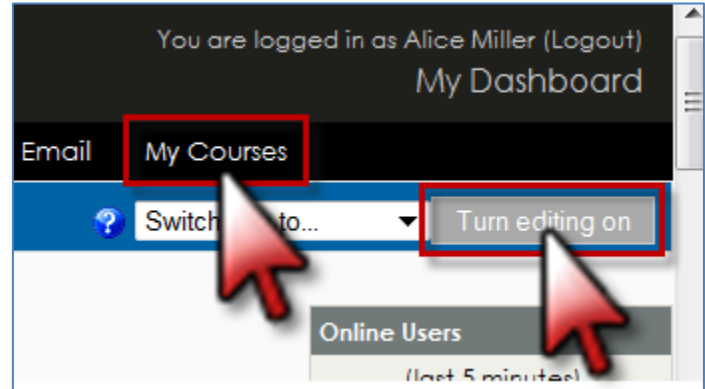 You are logged in as Alice Miller (Logout)
My Dashboard
Email My Courses
Switch to... Turn editing on
Online Users
(last 5 minutes)